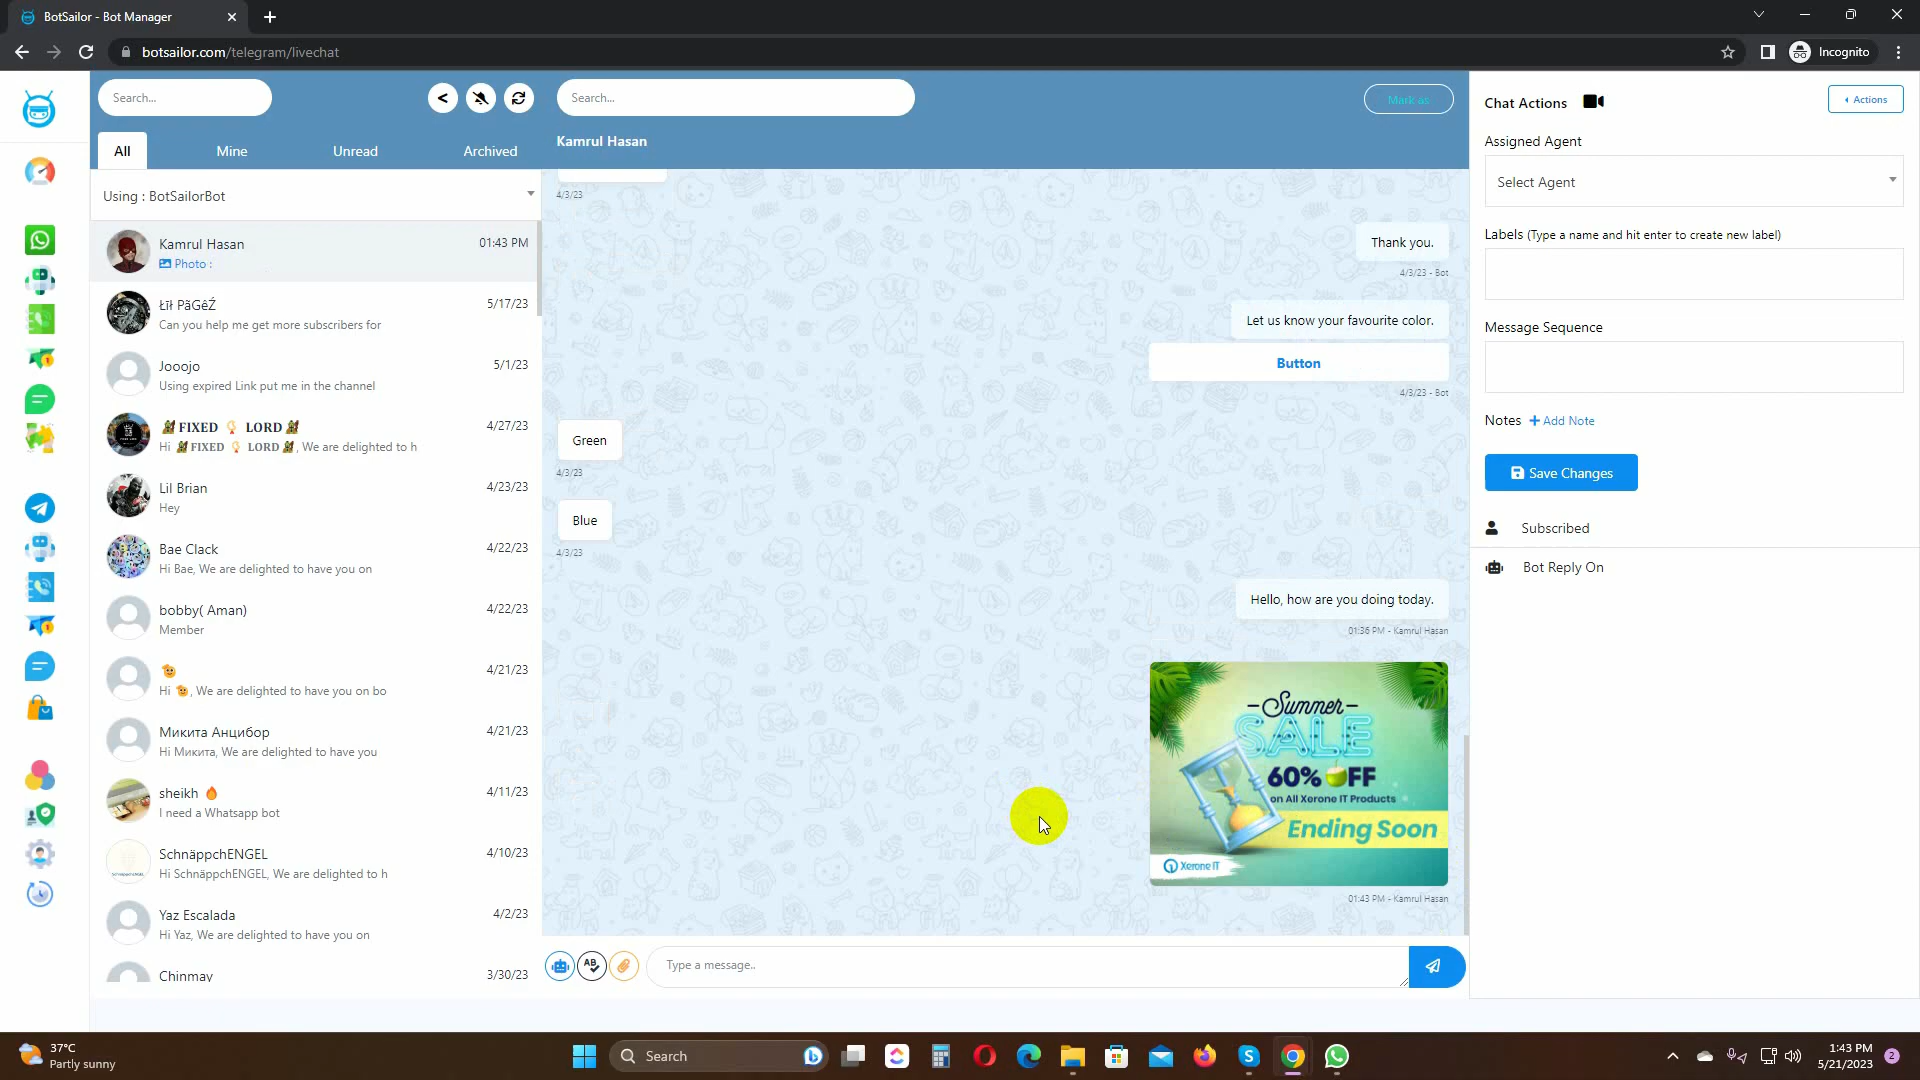 BotSailor - Bot Manager
botsailor.com/telegram/livechat
Incognito
Search...
Search...
Mark as
Chat Actions
Actions
All
Mine
Unread
Archived
Kamrul Hasan
Assigned Agent
Select Agent
Using : BotSailorBot
4/3/23
Kamrul Hasan
01:43 PM
Photo :
Thank you.
4/3/23 - Bot
Labels (Type a name and hit enter to create new label)
Łïł PãGêŹ
5/17/23
Can you help me get more subscribers for
Let us know your favourite color.
Message Sequence
Jooojo
5/1/23
Using expired Link put me in the channel
Button
4/3/23 - Bot
FIXED LORD
4/27/23
Hi FIXED LORD, We are delighted to h
Green
4/3/23
Notes + Add Note
Save Changes
Lil Brian
4/23/23
Hey
Blue
4/3/23
Subscribed
Bae Clack
4/22/23
Hi Bae, We are delighted to have you on
Bot Reply On
bobby( Aman)
4/22/23
Member
Hello, how are you doing today.
01:36 PM - Kamrul Hasan
4/21/23
Hi , We are delighted to have you on bo
Микита Анцибор
4/21/23
Hi Микита, We are delighted to have you
Summer
SALE
60% OFF
on All Xerone IT Products
Ending Soon
Xerone IT
01:43 PM - Kamrul Hasan
sheikh
4/11/23
I need a Whatsapp bot
SchnäppchENGEL
4/10/23
Hi SchnäppchENGEL, We are delighted to h
Yaz Escalada
4/2/23
Hi Yaz, We are delighted to have you on
Chinmay
3/30/23
AB
Type a message..
37°C
Partly sunny
Search
1:43 PM
5/21/2023
2